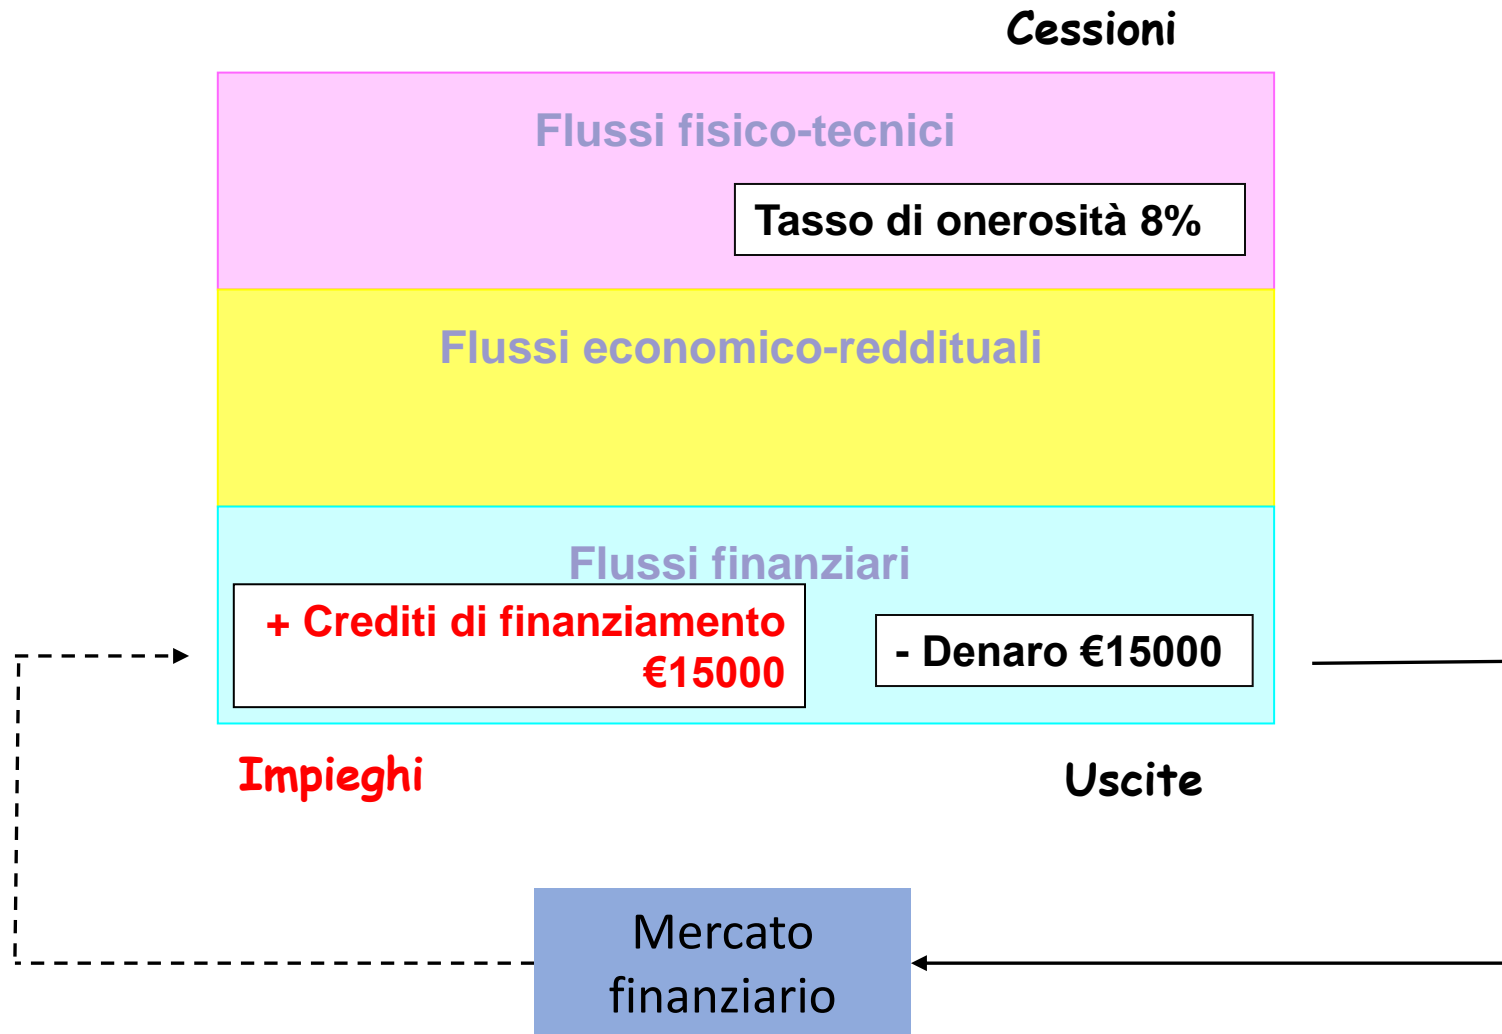 Cessioni
Flussi fisico-tecnici
Tasso di onerosità 8%
Flussi economico-reddituali
Flussi finanziari
+ Crediti di finanziamento
€15000
- Denaro €15000
Impieghi
Uscite
Mercato
finanziario